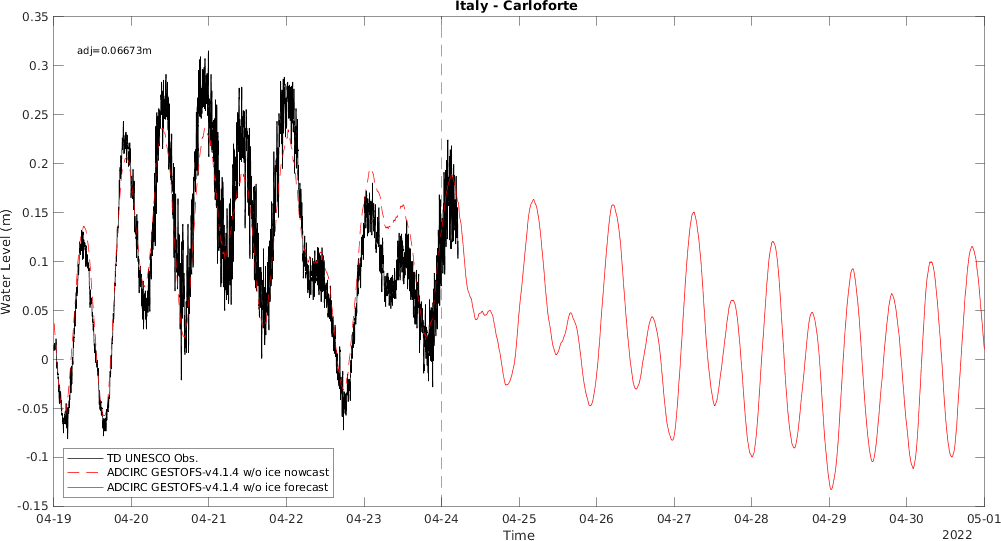 Italy - Carloforte
adj=0.06673m
0.35
0.3
0.25
0.2
0.15
0.1
0.05
0
-0.05
-0.1
-0.15
Water Level (m)
TD UNESCO Obs.
ADCIRC GESTOFS-v4.1.4 w/o ice nowcast
ADCIRC GESTOFS-v4.1.4 w/o ice forecast
04-19 04-20 04-21 04-22 04-23 04-24 04-25 04-26 04-27 04-28 04-29 04-30 05-01
Time
2022